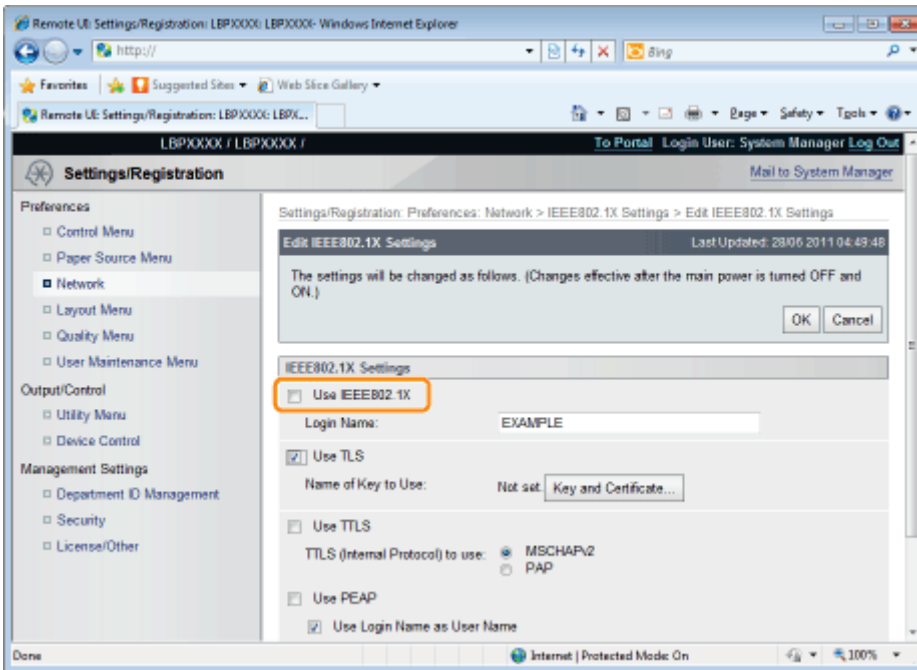 Remote UI: Settings/Registration: LBPXXXX: LBPXXXX- Windows Internet Explorer
http://
Bing
Favorites Suggested Sites Web Slice Gallery
Remote UI: Settings/Registration: LBPXXXX: LBPX...
Page Safety Tools
LBPXXXX / LBPXXXX / To Portal Login User: System Manager Log Out
Settings/Registration Mail to System Manager
Preferences
Control Menu
Paper Source Menu
Network
Layout Menu
Quality Menu
User Maintenance Menu
Output/Control
Utility Menu
Device Control
Management Settings
Department ID Management
Security
License/Other
Settings/Registration: Preferences: Network > IEEE802.1X Settings > Edit IEEE802.1X Settings
Edit IEEE802.1X Settings Last Updated: 28/06 2011 04:49:48
The settings will be changed as follows. (Changes effective after the main power is turned OFF and
ON.)
OK Cancel
IEEE802.1X Settings
Use IEEE802.1X
Login Name: EXAMPLE
Use TLS
Name of Key to Use: Not set. Key and Certificate...
Use TTLS
TTLS (Internal Protocol) to use: MSCHAPv2
PAP
Use PEAP
Use Login Name as User Name
Done Internet | Protected Mode: On 100%